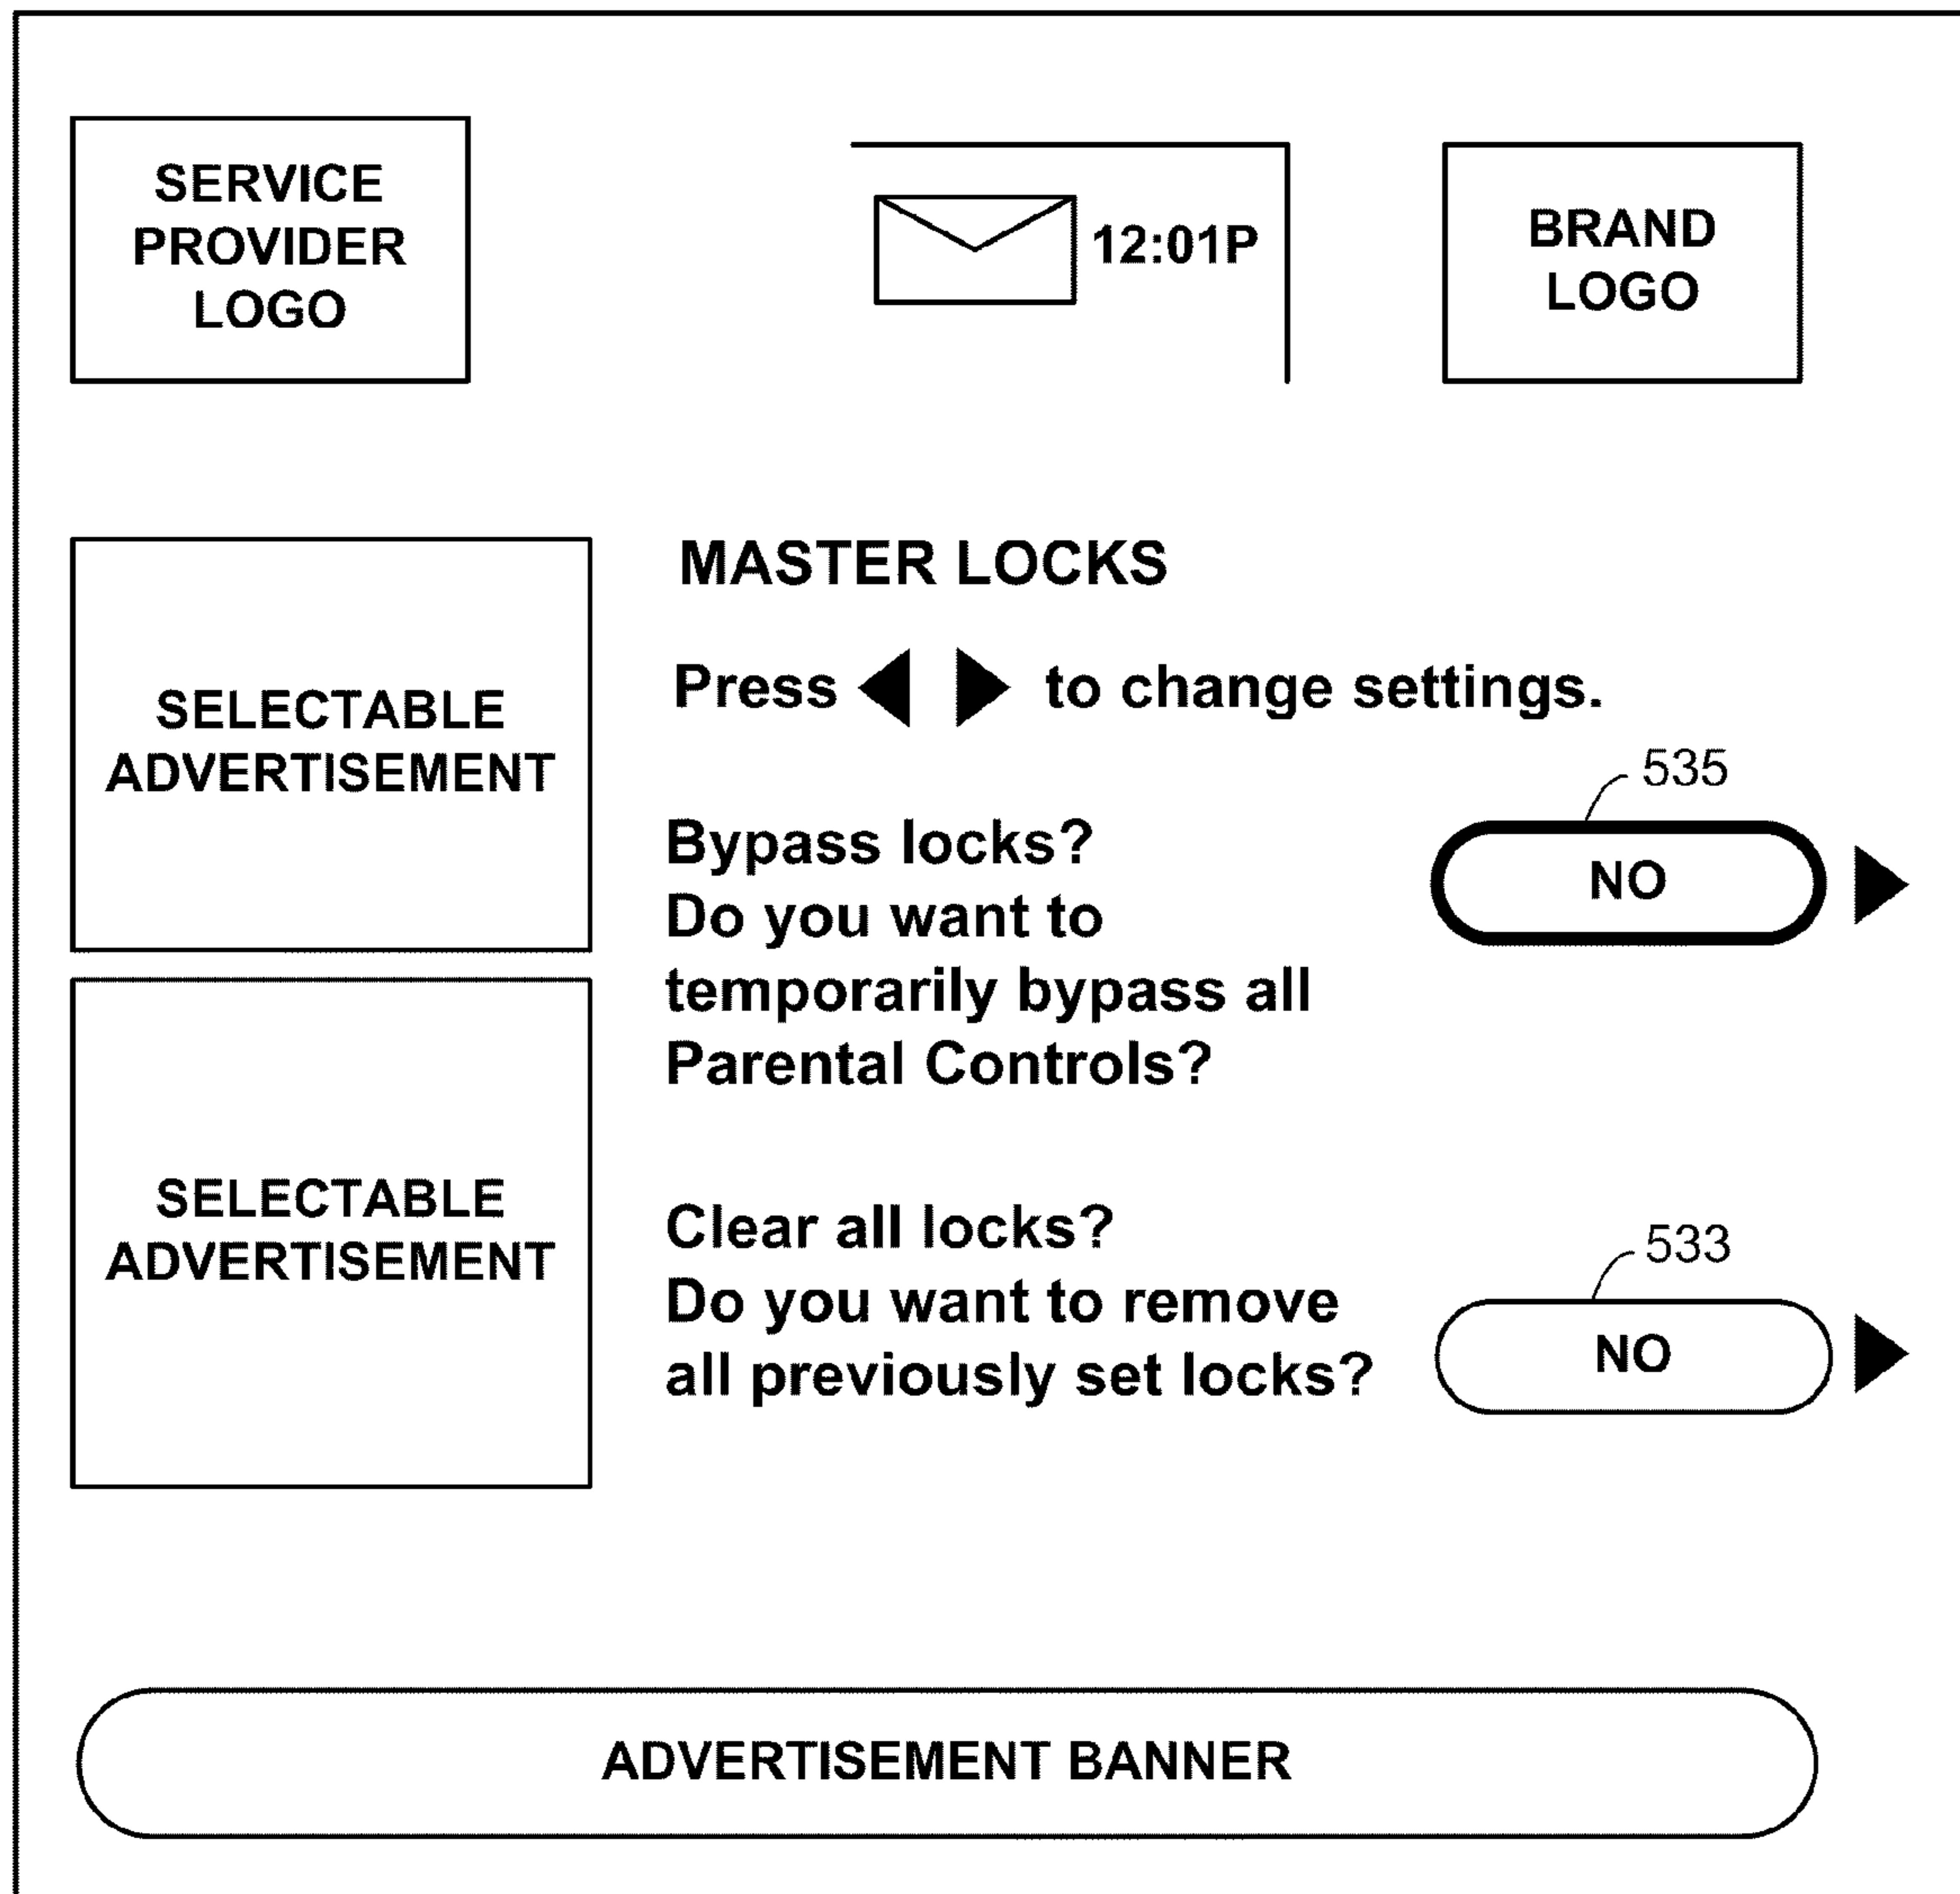 SERVICE
PROVIDER
LOGO
12:01P
BRAND
LOGO
SELECTABLE
ADVERTISEMENT
SELECTABLE
ADVERTISEMENT
MASTER LOCKS
Press ◀ ▶ to change settings.
535
Bypass locks?
Do you want to
temporarily bypass all
Parental Controls?
NO ▶
533
Clear all locks?
Do you want to remove
all previously set locks?
NO ▶
ADVERTISEMENT BANNER